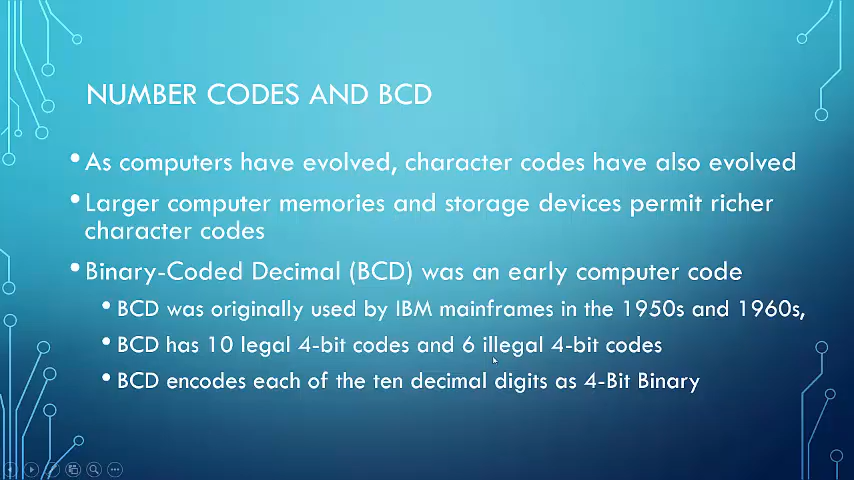 NUMBER CODES AND BCD
• As computers have evolved, character codes have also evolved
• Larger computer memories and storage devices permit richer
character codes
• Binary-Coded Decimal (BCD) was an early computer code
• BCD was originally used by IBM mainframes in the 1950s and 1960s,
• BCD has 10 legal 4-bit codes and 6 illegal 4-bit codes
• BCD encodes each of the ten decimal digits as 4-Bit Binary